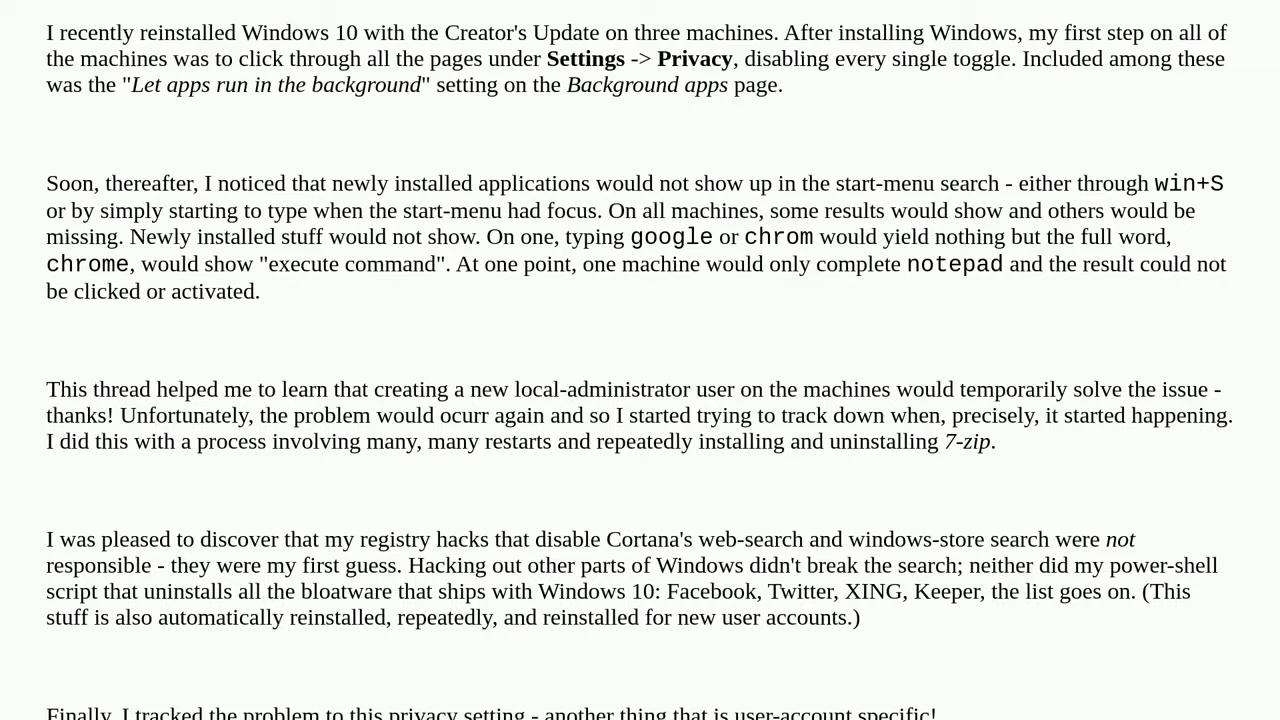 I recently reinstalled Windows 10 with the Creator's Update on three machines. After installing Windows, my first step on all of
the machines was to click through all the pages under Settings -> Privacy, disabling every single toggle. Included among these
was the "Let apps run in the background" setting on the Background apps page.
Soon, thereafter, I noticed that newly installed applications would not show up in the start-menu search - either through win+S
or by simply starting to type when the start-menu had focus. On all machines, some results would show and others would be
missing. Newly installed stuff would not show. On one, typing google or chrom would yield nothing but the full word,
chrome, would show "execute command". At one point, one machine would only complete notepad and the result could not
be clicked or activated.
This thread helped me to learn that creating a new local-administrator user on the machines would temporarily solve the issue -
thanks! Unfortunately, the problem would ocurr again and so I started trying to track down when, precisely, it started happening.
I did this with a process involving many, many restarts and repeatedly installing and uninstalling 7-zip.
I was pleased to discover that my registry hacks that disable Cortana's web-search and windows-store search were not
responsible - they were my first guess. Hacking out other parts of Windows didn't break the search; neither did my power-shell
script that uninstalls all the bloatware that ships with Windows 10: Facebook, Twitter, XING, Keeper, the list goes on. (This
stuff is also automatically reinstalled, repeatedly, and reinstalled for new user accounts.)
Finally, I tracked the problem to this privacy setting - another thing that is user-account specific!